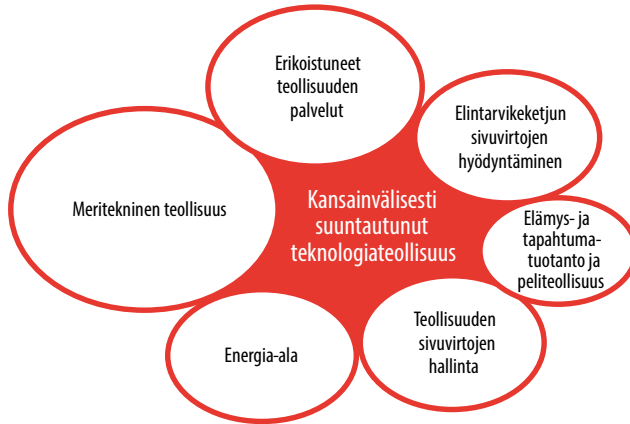 Erikoistuneet
teollisuuden
palvelut
Elintarvikeketjun
sivuvirtojen
hyödyntäminen
Meritekninen teollisuus
Kansainvälisesti
suuntautunut
teknologiateollisuus
Elämys- ja
tapahtuma-
tuotanto ja
peliteollisuus
Energia-ala
Teollisuuden
sivuvirtojen
hallinta